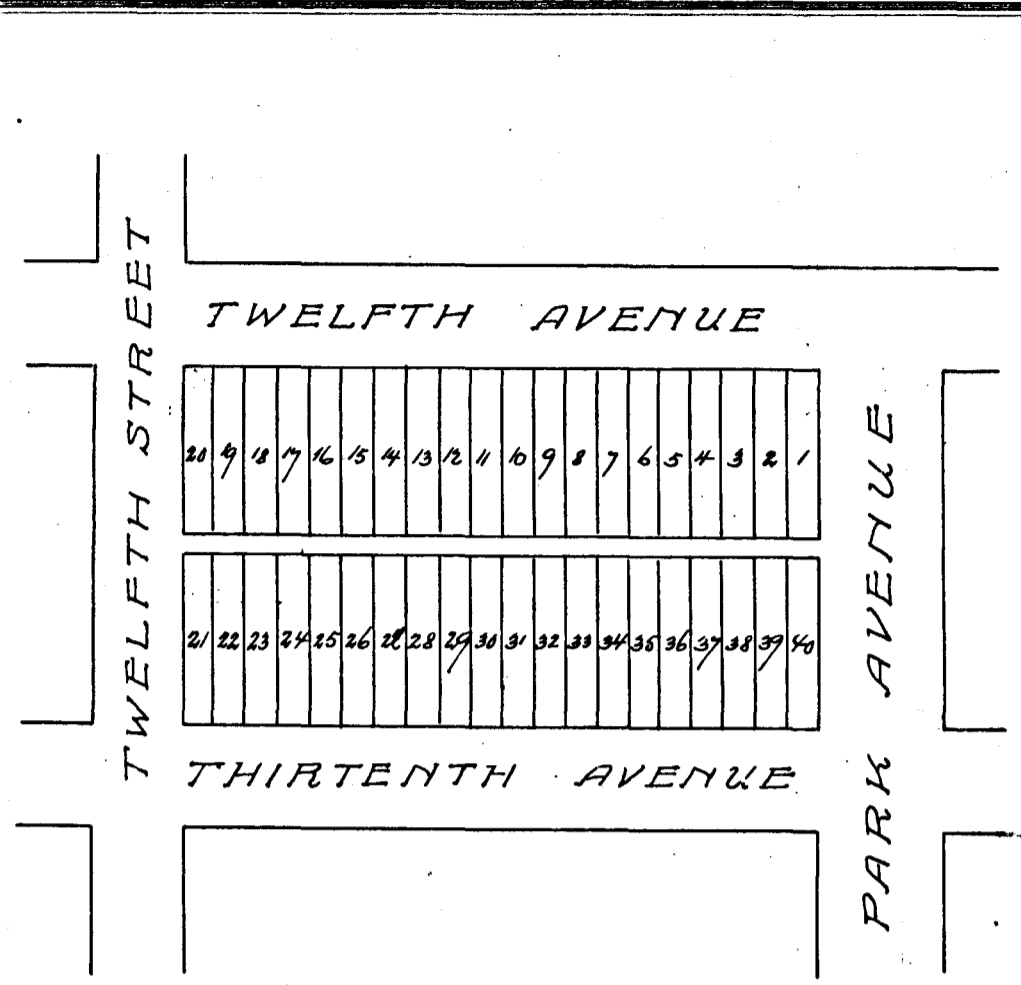 TWELFTH STREET
TWELFTH AVENUE
20 19 18 17 16 15 14 13 12 11 10 9 8 7 6 5 4 3 2 1
21 22 23 24 25 26 28 29 30 31 32 33 34 35 36 37 38 39 40
THIRTENTH AVENUE
PARK AVENUE